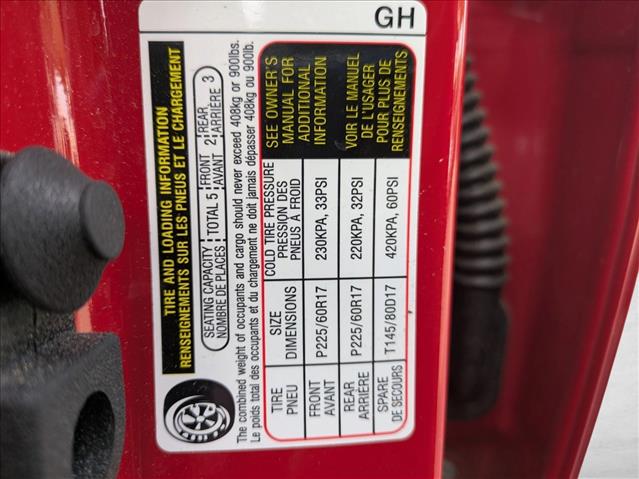 GH
TIRE AND LOADING INFORMATION
RENSEIGNEMENTS SUR LES PNEUS ET LE CHARGEMENT
SEATING CAPACITY TOTAL 5 FRONT 2 REAR 3
NOMBRE DE PLACES AVANT ARRIÈRE
The combined weight of occupants and cargo should never exceed 408kg or 900lbs.
Le poids total des occupants et du chargement ne doit jamais dépasser 408kg ou 900lb.
TIRE SIZE COLD TIRE PRESSURE SEE OWNER'S
PNEU DIMENSIONS PRESSION DES MANUAL FOR
PNEUS À FROID ADDITIONAL
INFORMATION
FRONT P225/60R17 230KPA, 33PSI
AVANT
REAR P225/60R17 220KPA, 32PSI VOIR LE MANUEL
ARRIERE DE L'USAGER
SPARE T145/80D17 420KPA, 60PSI POUR PLUS DE
DE SECOURS RENSEIGNEMENTS